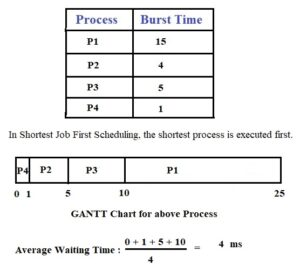 Process Burst Time
P1 15
P2 4
P3 5
P4 1
In Shortest Job First Scheduling, the shortest process is executed first.
P4 P2 P3 P1
0 1 5 10 25
GANTT Chart for above Process
Average Waiting Time : 0 + 1 + 5 + 10 = 4 ms
4